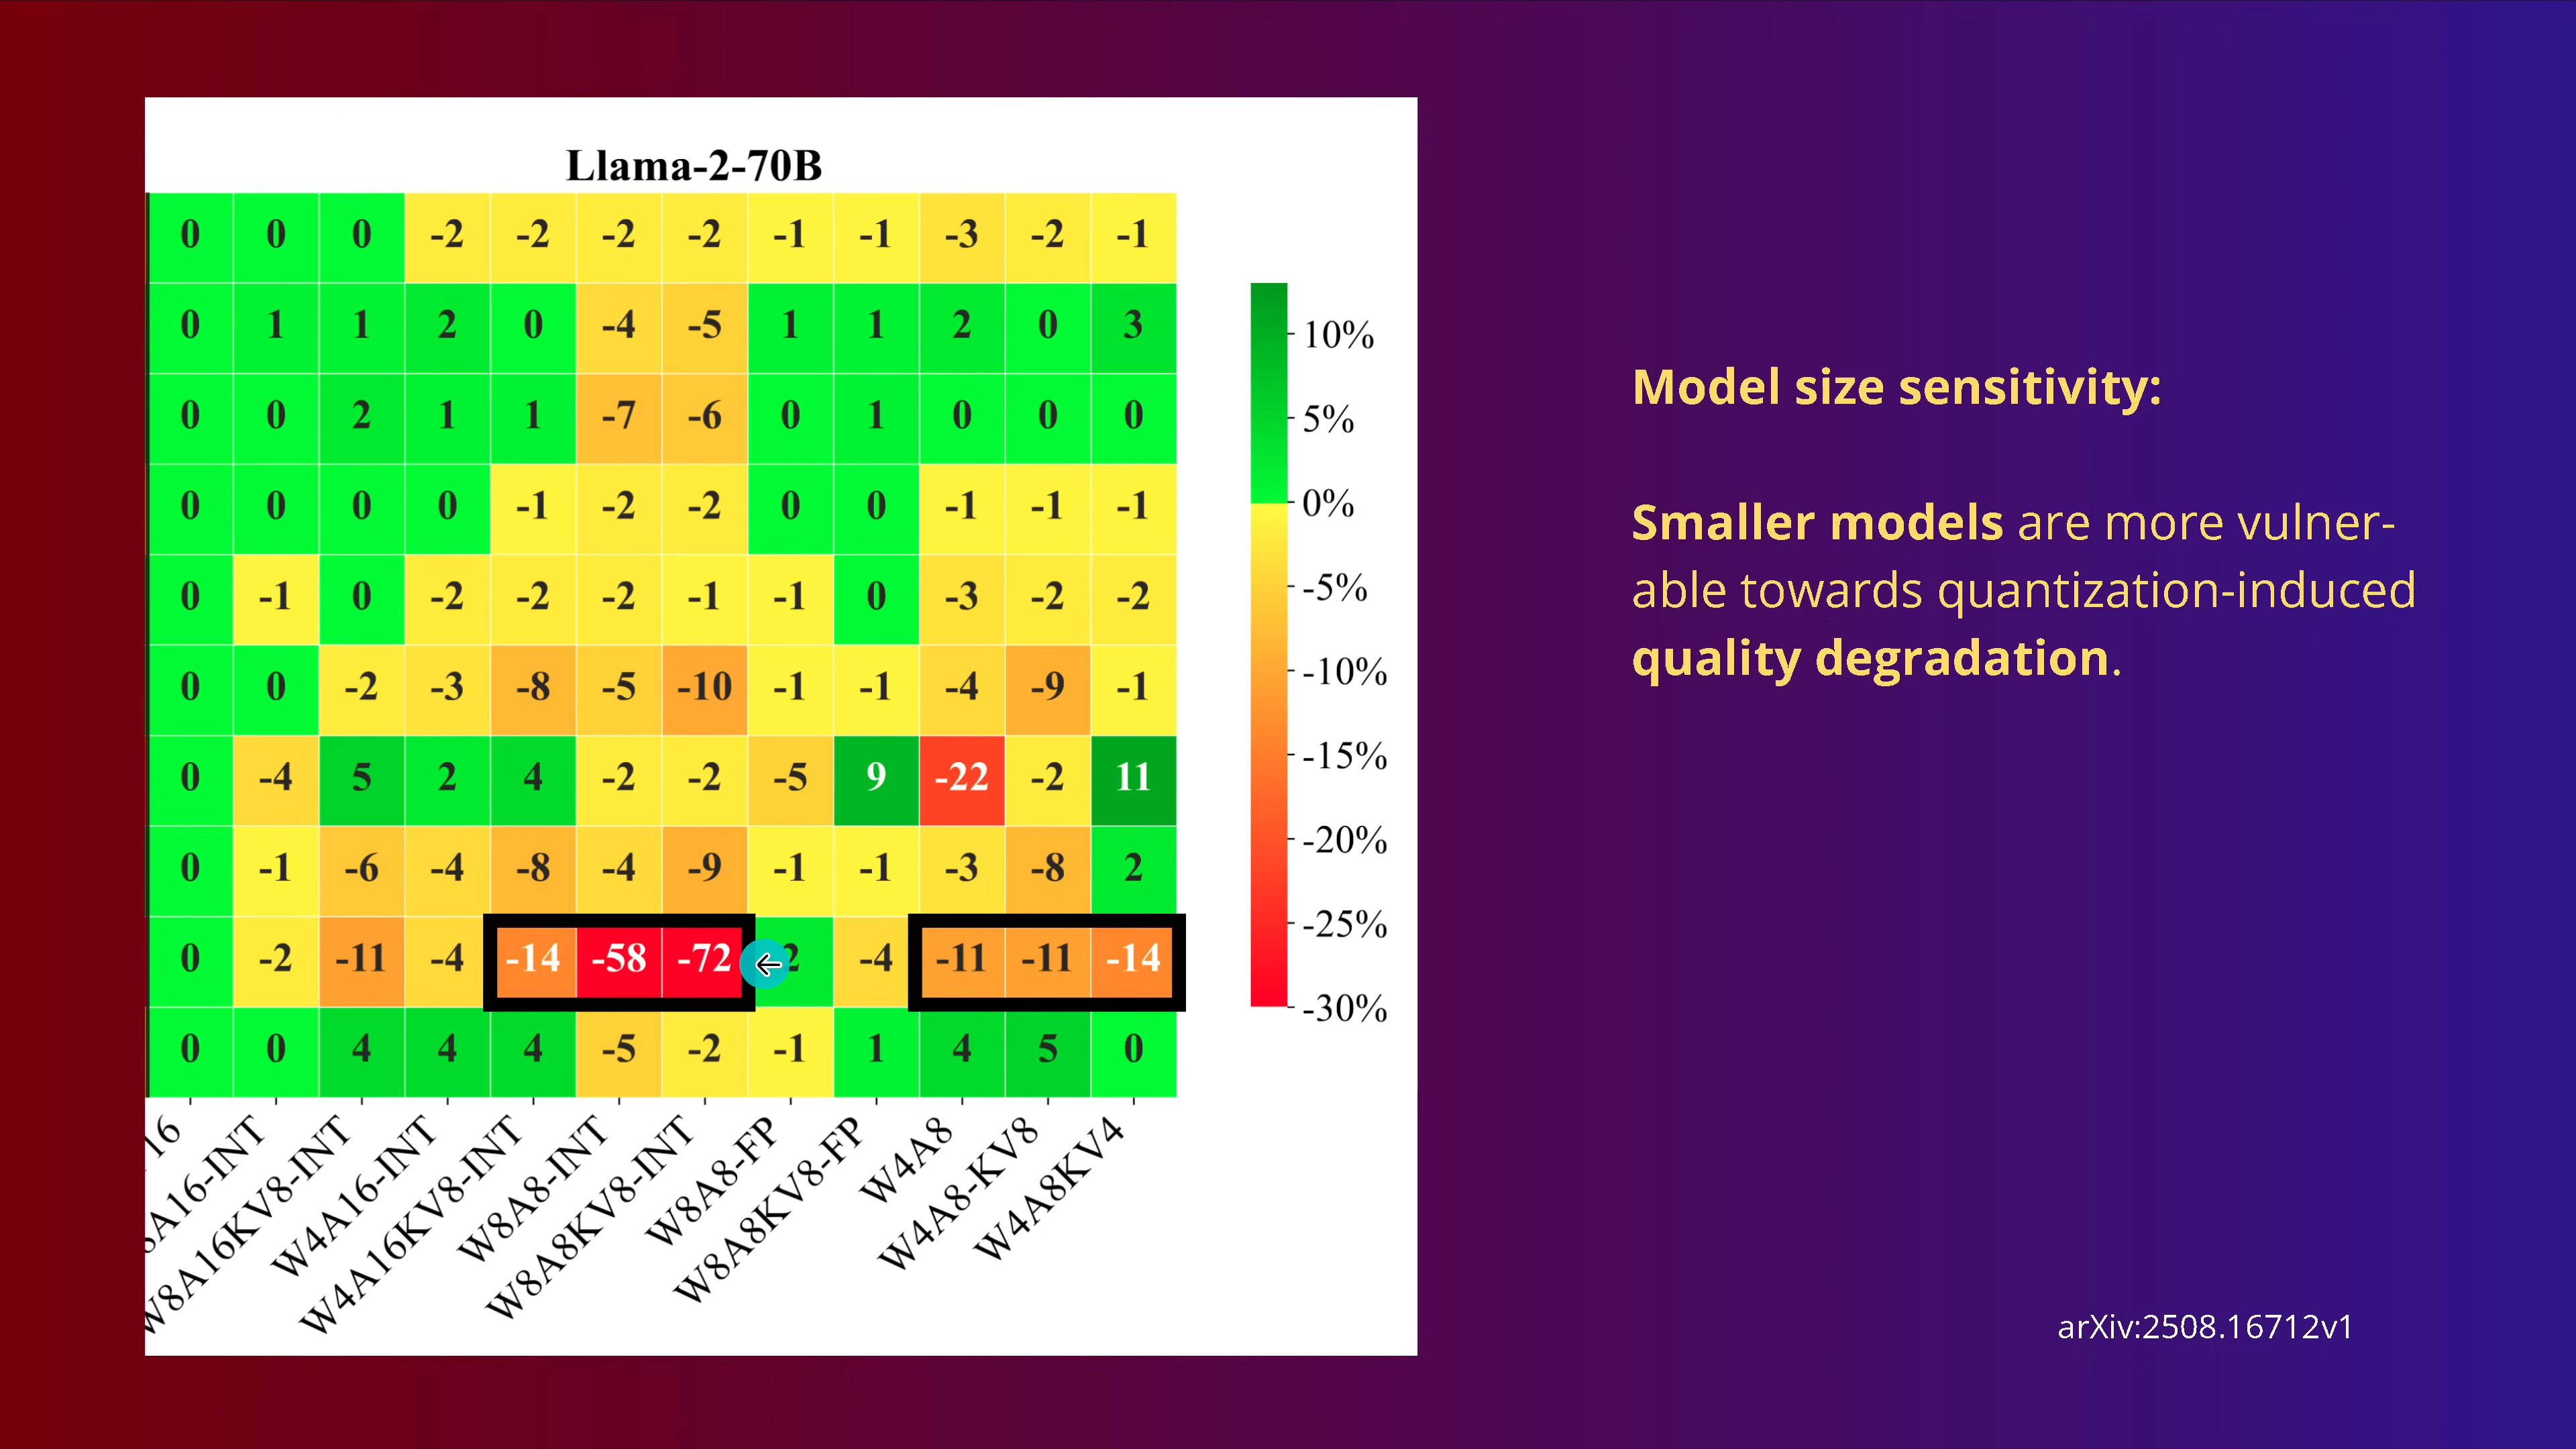 Llama-2-70B
0 0 0 -2 -2 -2 -2 -1 -1 -3 -2 -1
0 1 1 2 0 -4 -5 1 1 2 0 3
0 0 2 1 1 -7 -6 0 1 0 0 0
0 0 0 0 -1 -2 -2 0 0 -1 -1 -1
0 -1 0 -2 -2 -2 -1 -1 0 -3 -2 -2
0 0 -2 -3 -8 -5 -10 -1 -1 -4 -9 -1
0 -4 5 2 4 -2 -2 -5 9 -22 -2 11
0 -1 -6 -4 -8 -4 -9 -1 -1 -3 -8 2
0 -2 -11 -4 -14 -58 -72 2 -4 -11 -11 -14
0 0 4 4 4 -5 -2 -1 1 4 5 0
16
8A16-INT
W8A16KV8-INT
W4A16-INT
W4A16KV8-INT
W8A8-INT
W8A8KV8-INT
W8A8-FP
W8A8KV8-FP
W4A8
W4A8-KV8
W4A8KV4
10%
5%
0%
-5%
-10%
-15%
-20%
-25%
-30%
Model size sensitivity:
Smaller models are more vulner-
able towards quantization-induced
quality degradation.
arXiv:2508.16712v1